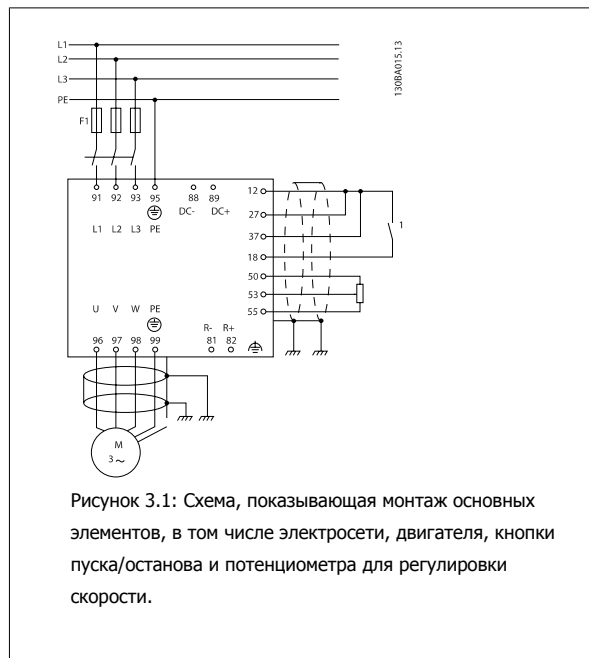 L1
L2
L3
PE
130BA015.13
F1
91 92 93 95 88 89
DC- DC+
L1 L2 L3 PE
12
27
37
18
50
53
55
1
U V W PE
R- R+
96 97 98 99 81 82
M
3 ~
Рисунок 3.1: Схема, показывающая монтаж основных
элементов, в том числе электросети, двигателя, кнопки
пуска/останова и потенциометра для регулировки
скорости.